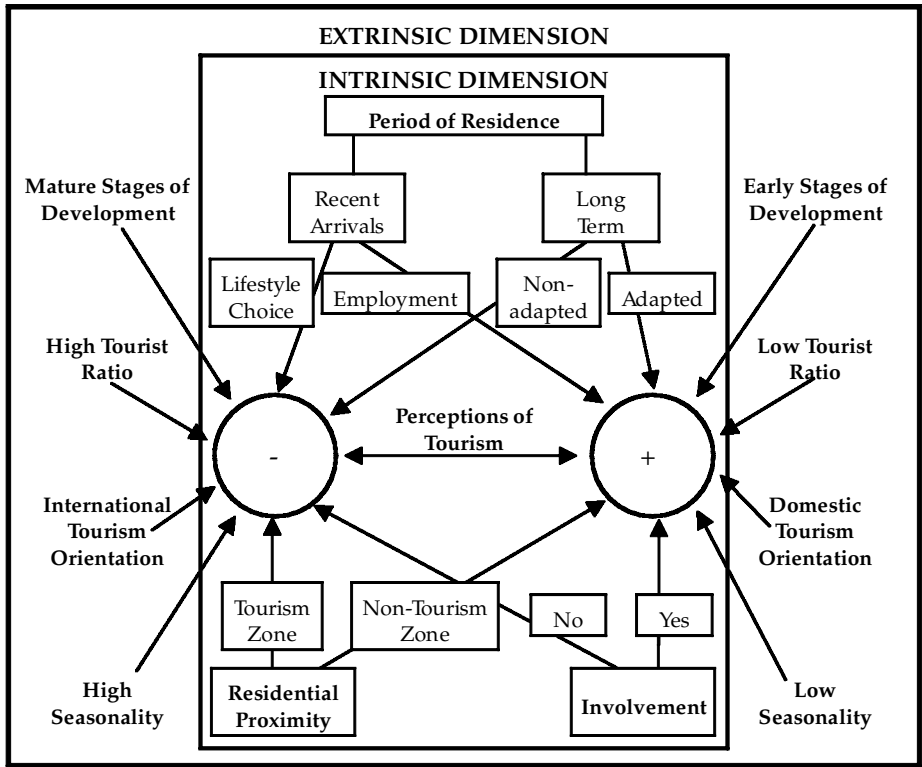 EXTRINSIC DIMENSION
INTRINSIC DIMENSION
Period of Residence
Mature Stages of
Development
Recent
Arrivals
Long
Term
Early Stages of
Development
Lifestyle
Choice
Employment
Non-
adapted
Adapted
High Tourist
Ratio
Low Tourist
Ratio
Perceptions of
Tourism
-
+
International
Tourism
Orientation
Domestic
Tourism
Orientation
Tourism
Zone
Non-Tourism
Zone
No
Yes
High
Seasonality
Residential
Proximity
Involvement
Low
Seasonality